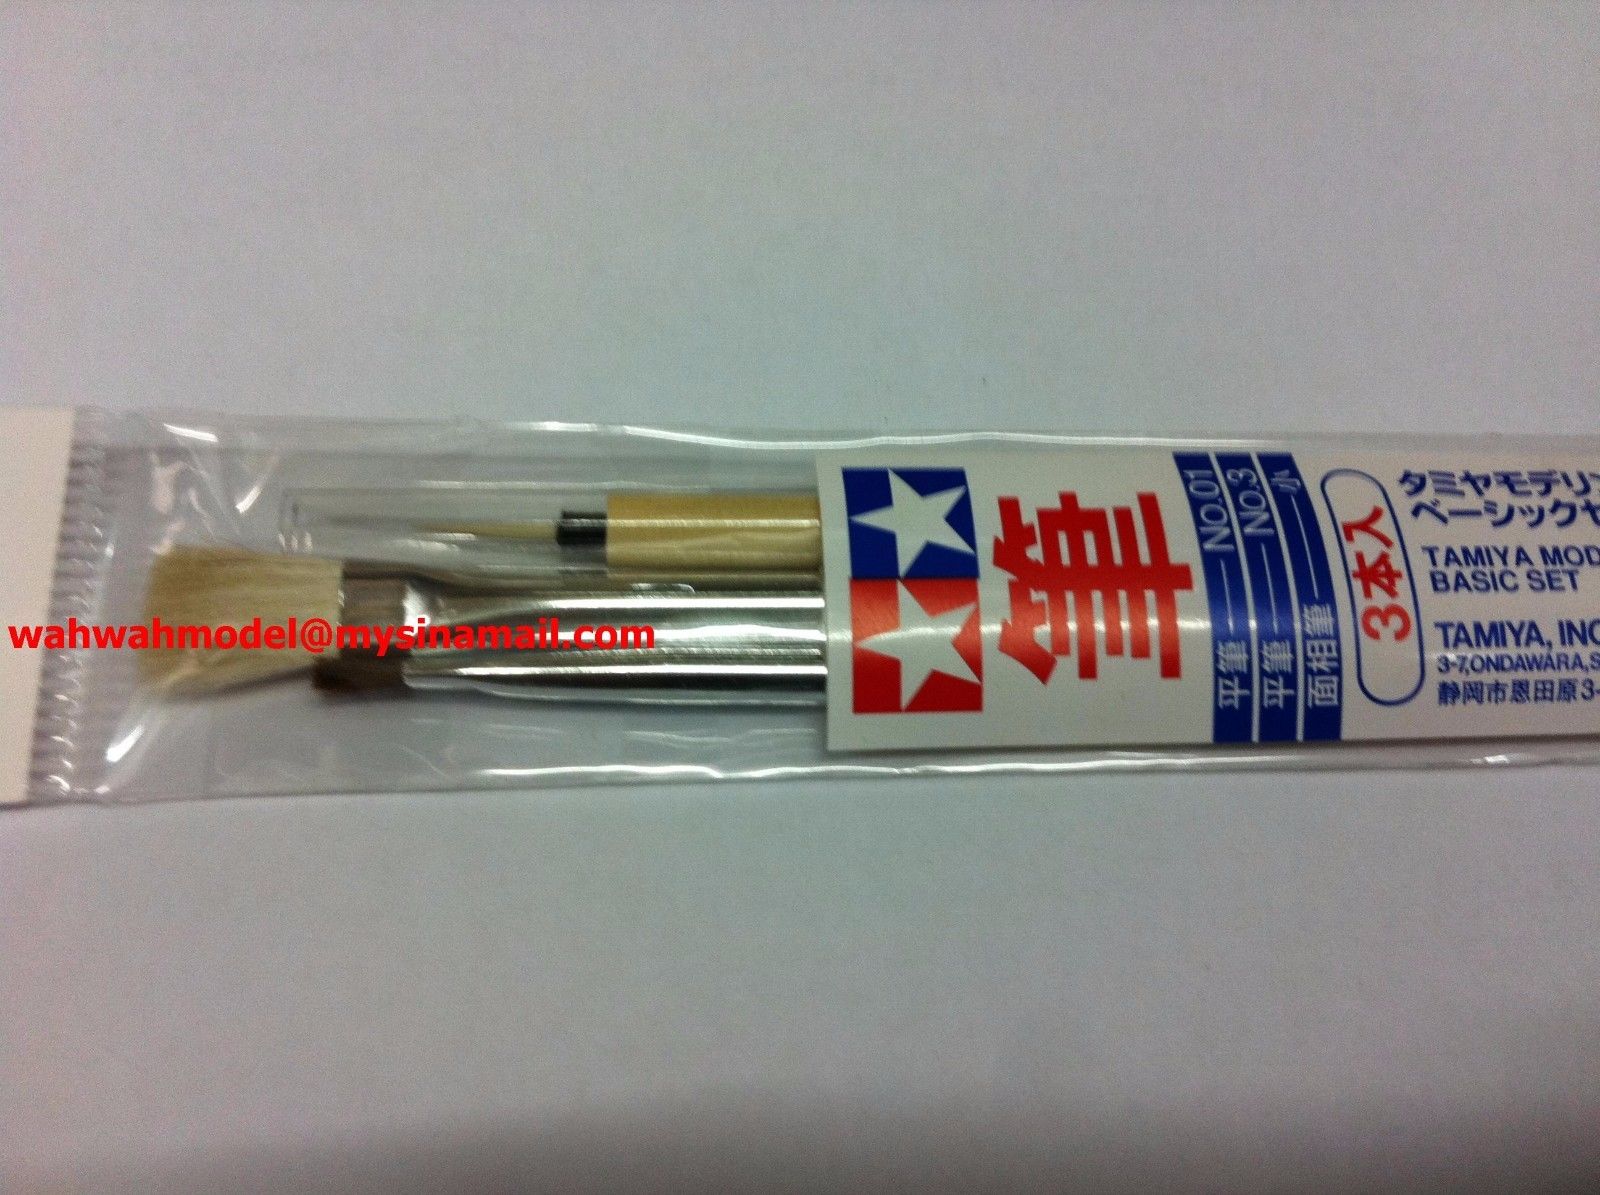 wahwahmodel@mysinamail.com
筆
平筆 NO.01
平筆 NO.3
面相筆 小
3本入
タミヤモデリン
ベーシックセ
TAMIYA MOD
BASIC SET
TAMIYA, INC
3-7,ONDAWARA,S
静岡市恩田原3-